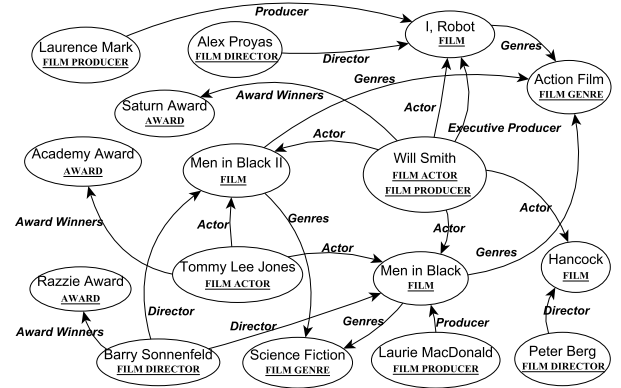 Producer
I, Robot
FILM
Laurence Mark
FILM PRODUCER
Alex Proyas
FILM DIRECTOR
Director
Genres
Genres
Action Film
FILM GENRE
Saturn Award
AWARD
Award Winners
Actor
Executive Producer
Academy Award
AWARD
Men in Black II
FILM
Actor
Will Smith
FILM ACTOR
FILM PRODUCER
Award Winners
Actor
Genres
Actor
Actor
Tommy Lee Jones
FILM ACTOR
Actor
Men in Black
FILM
Genres
Hancock
FILM
Razzie Award
AWARD
Director
Award Winners
Director
Genres
Producer
Director
Barry Sonnenfeld
FILM DIRECTOR
Science Fiction
FILM GENRE
Laurie MacDonald
FILM PRODUCER
Peter Berg
FILM DIRECTOR